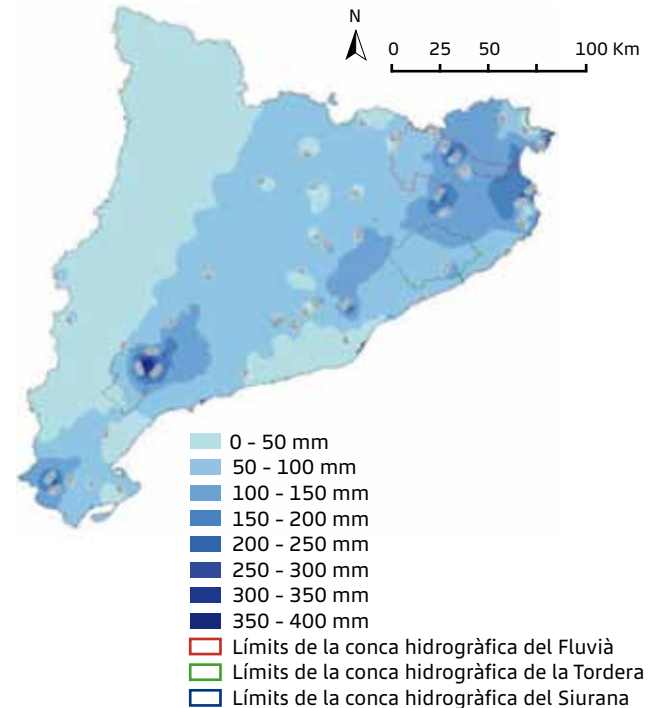 N
0 25 50 100 Km
0 - 50 mm
50 - 100 mm
100 - 150 mm
150 - 200 mm
200 - 250 mm
250 - 300 mm
300 - 350 mm
350 - 400 mm
Límits de la conca hidrogràfica del Fluvià
Límits de la conca hidrogràfica de la Tordera
Límits de la conca hidrogràfica del Siurana